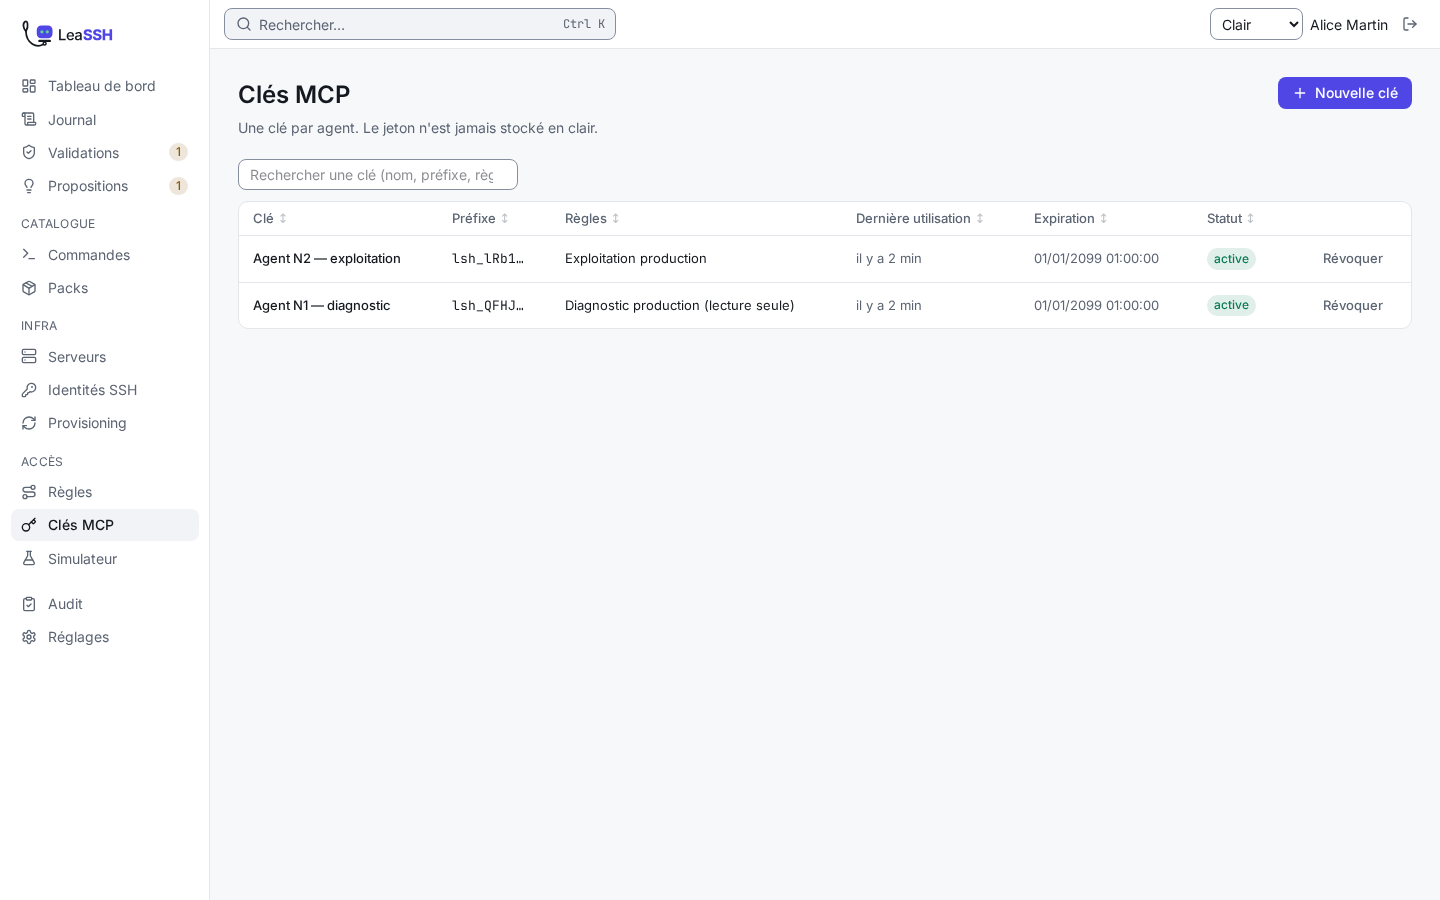 LeaSSH
Rechercher... Ctrl K
Clair
Alice Martin
Tableau de bord
Journal
Validations 1
Propositions 1
CATALOGUE
Commandes
Packs
INFRA
Serveurs
Identités SSH
Provisioning
ACCÈS
Règles
Clés MCP
Simulateur
Audit
Réglages
Clés MCP
Nouvelle clé
Une clé par agent. Le jeton n'est jamais stocké en clair.
Rechercher une clé (nom, préfixe, règ
Clé Préfixe Règles Dernière utilisation Expiration Statut
Agent N2 — exploitation lsh_lRb1… Exploitation production il y a 2 min 01/01/2099 01:00:00 active Révoquer
Agent N1 — diagnostic lsh_QFHJ… Diagnostic production (lecture seule) il y a 2 min 01/01/2099 01:00:00 active Révoquer